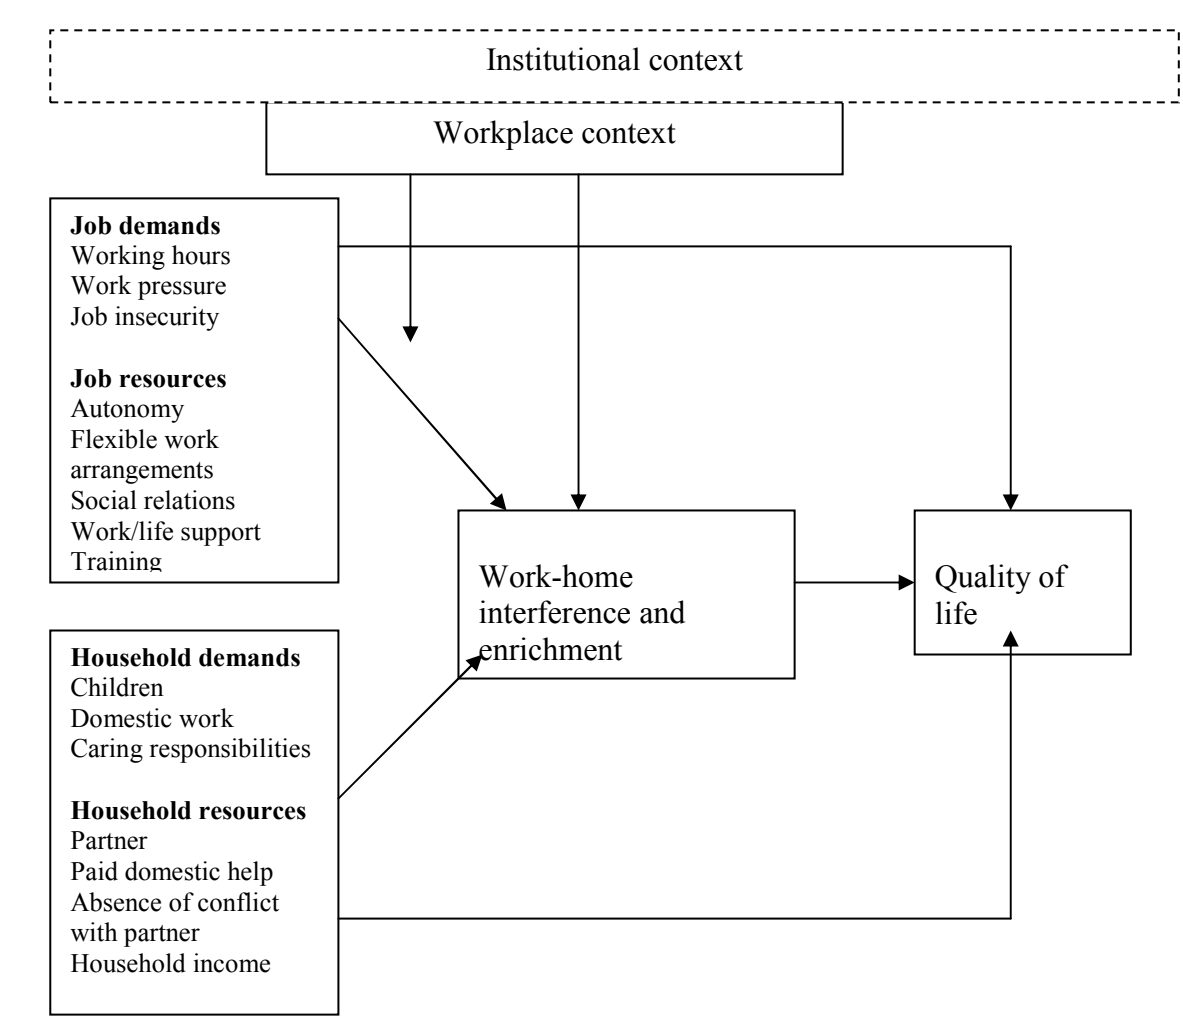 Institutional context
Workplace context
Job demands
Working hours
Work pressure
Job insecurity
Job resources
Autonomy
Flexible work
arrangements
Social relations
Work/life support
Training
Work-home
interference and
enrichment
Quality of
life
Household demands
Children
Domestic work
Caring responsibilities
Household resources
Partner
Paid domestic help
Absence of conflict
with partner
Household income